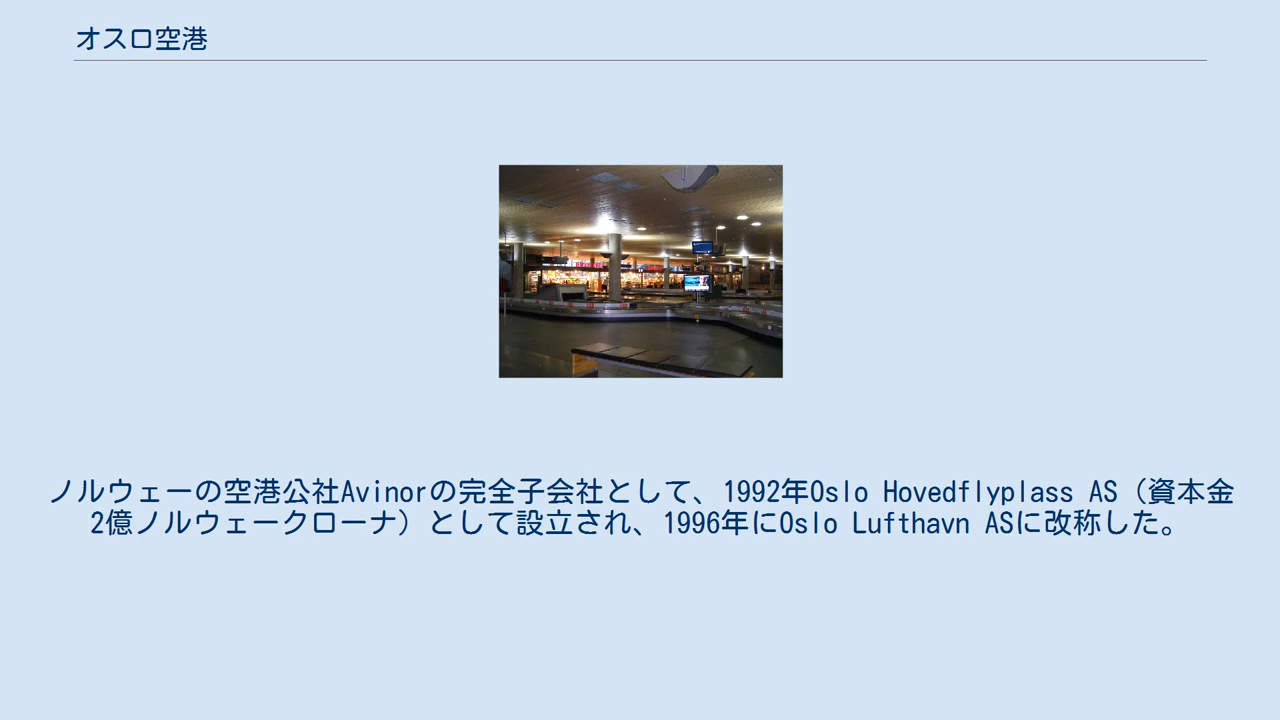 オスロ空港
ノルウェーの空港公社Avinorの完全子会社として、1992年Oslo Hovedflyplass AS（資本金
2億ノルウェークローナ）として設立され、1996年にOslo Lufthavn ASに改称した。